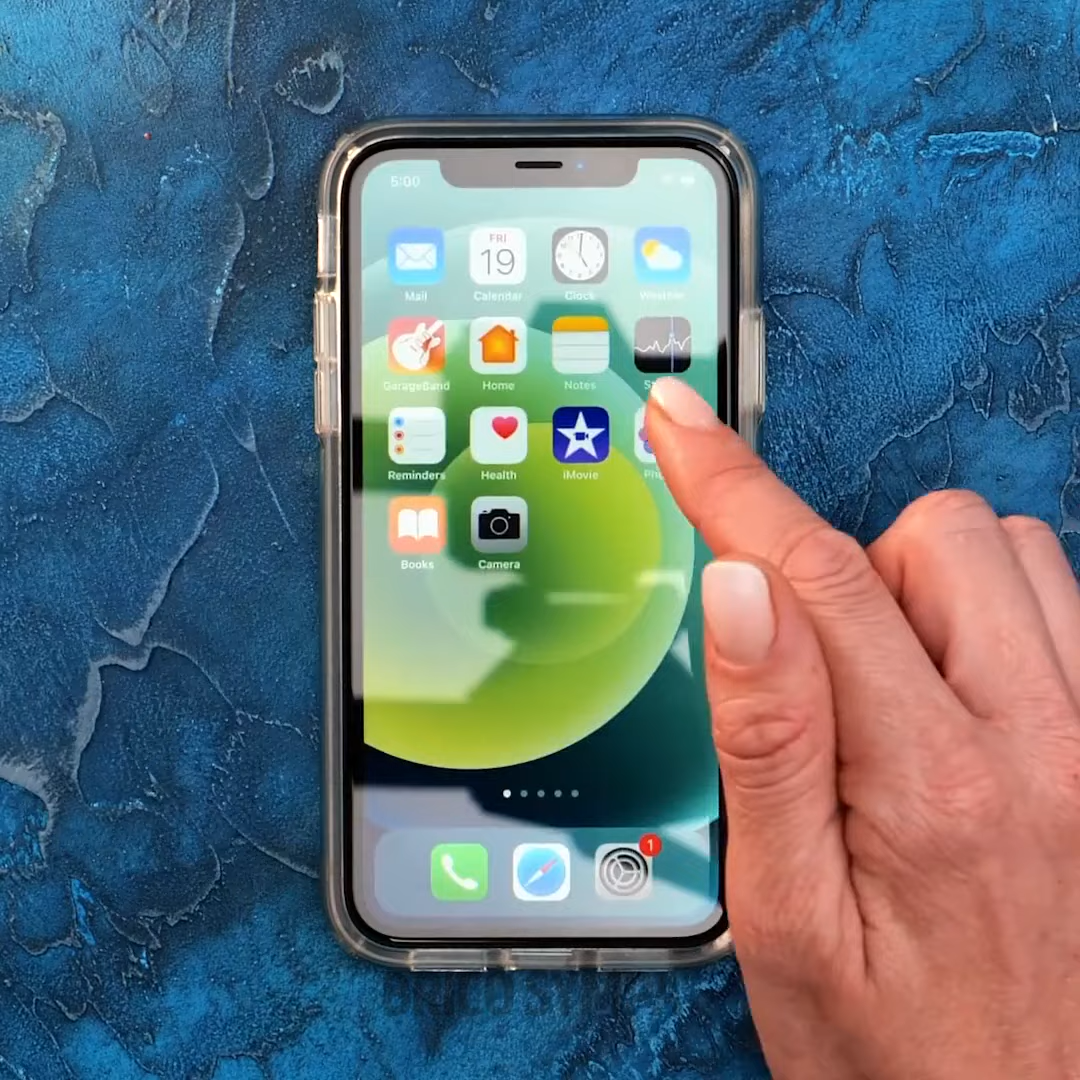 5:00
FRI
19
Mail Calendar Clock Weather
GarageBand Home Notes
Reminders Health iMovie
Books Camera
1